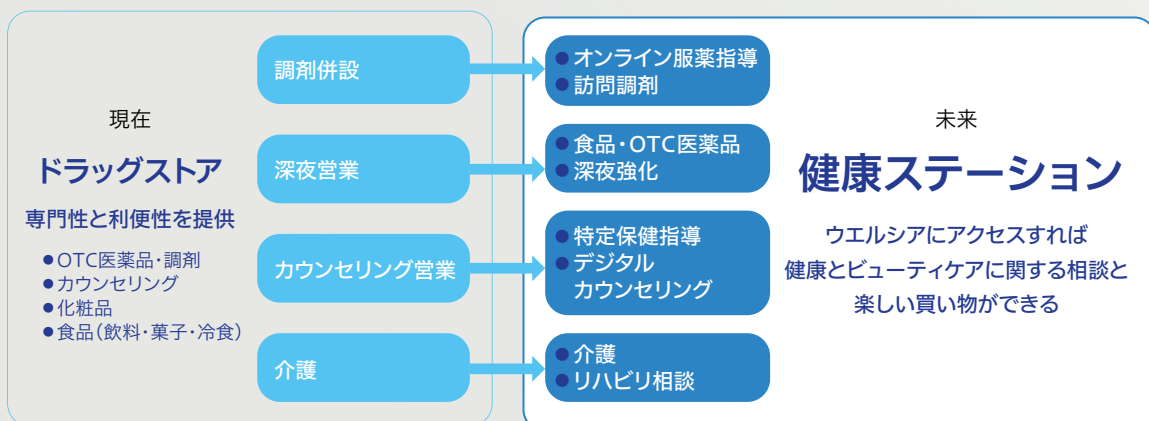 現在
ドラッグストア
専門性と利便性を提供
●OTC医薬品・調剤
●カウンセリング
●化粧品
●食品(飲料・菓子・冷食)
調剤併設
深夜営業
カウンセリング営業
介護
●オンライン服薬指導
●訪問調剤
●食品・OTC医薬品
●深夜強化
●特定保健指導
●デジタル
カウンセリング
●介護
●リハビリ相談
未来
健康ステーション
ウエルシアにアクセスすれば
健康とビューティケアに関する相談と
楽しい買い物ができる